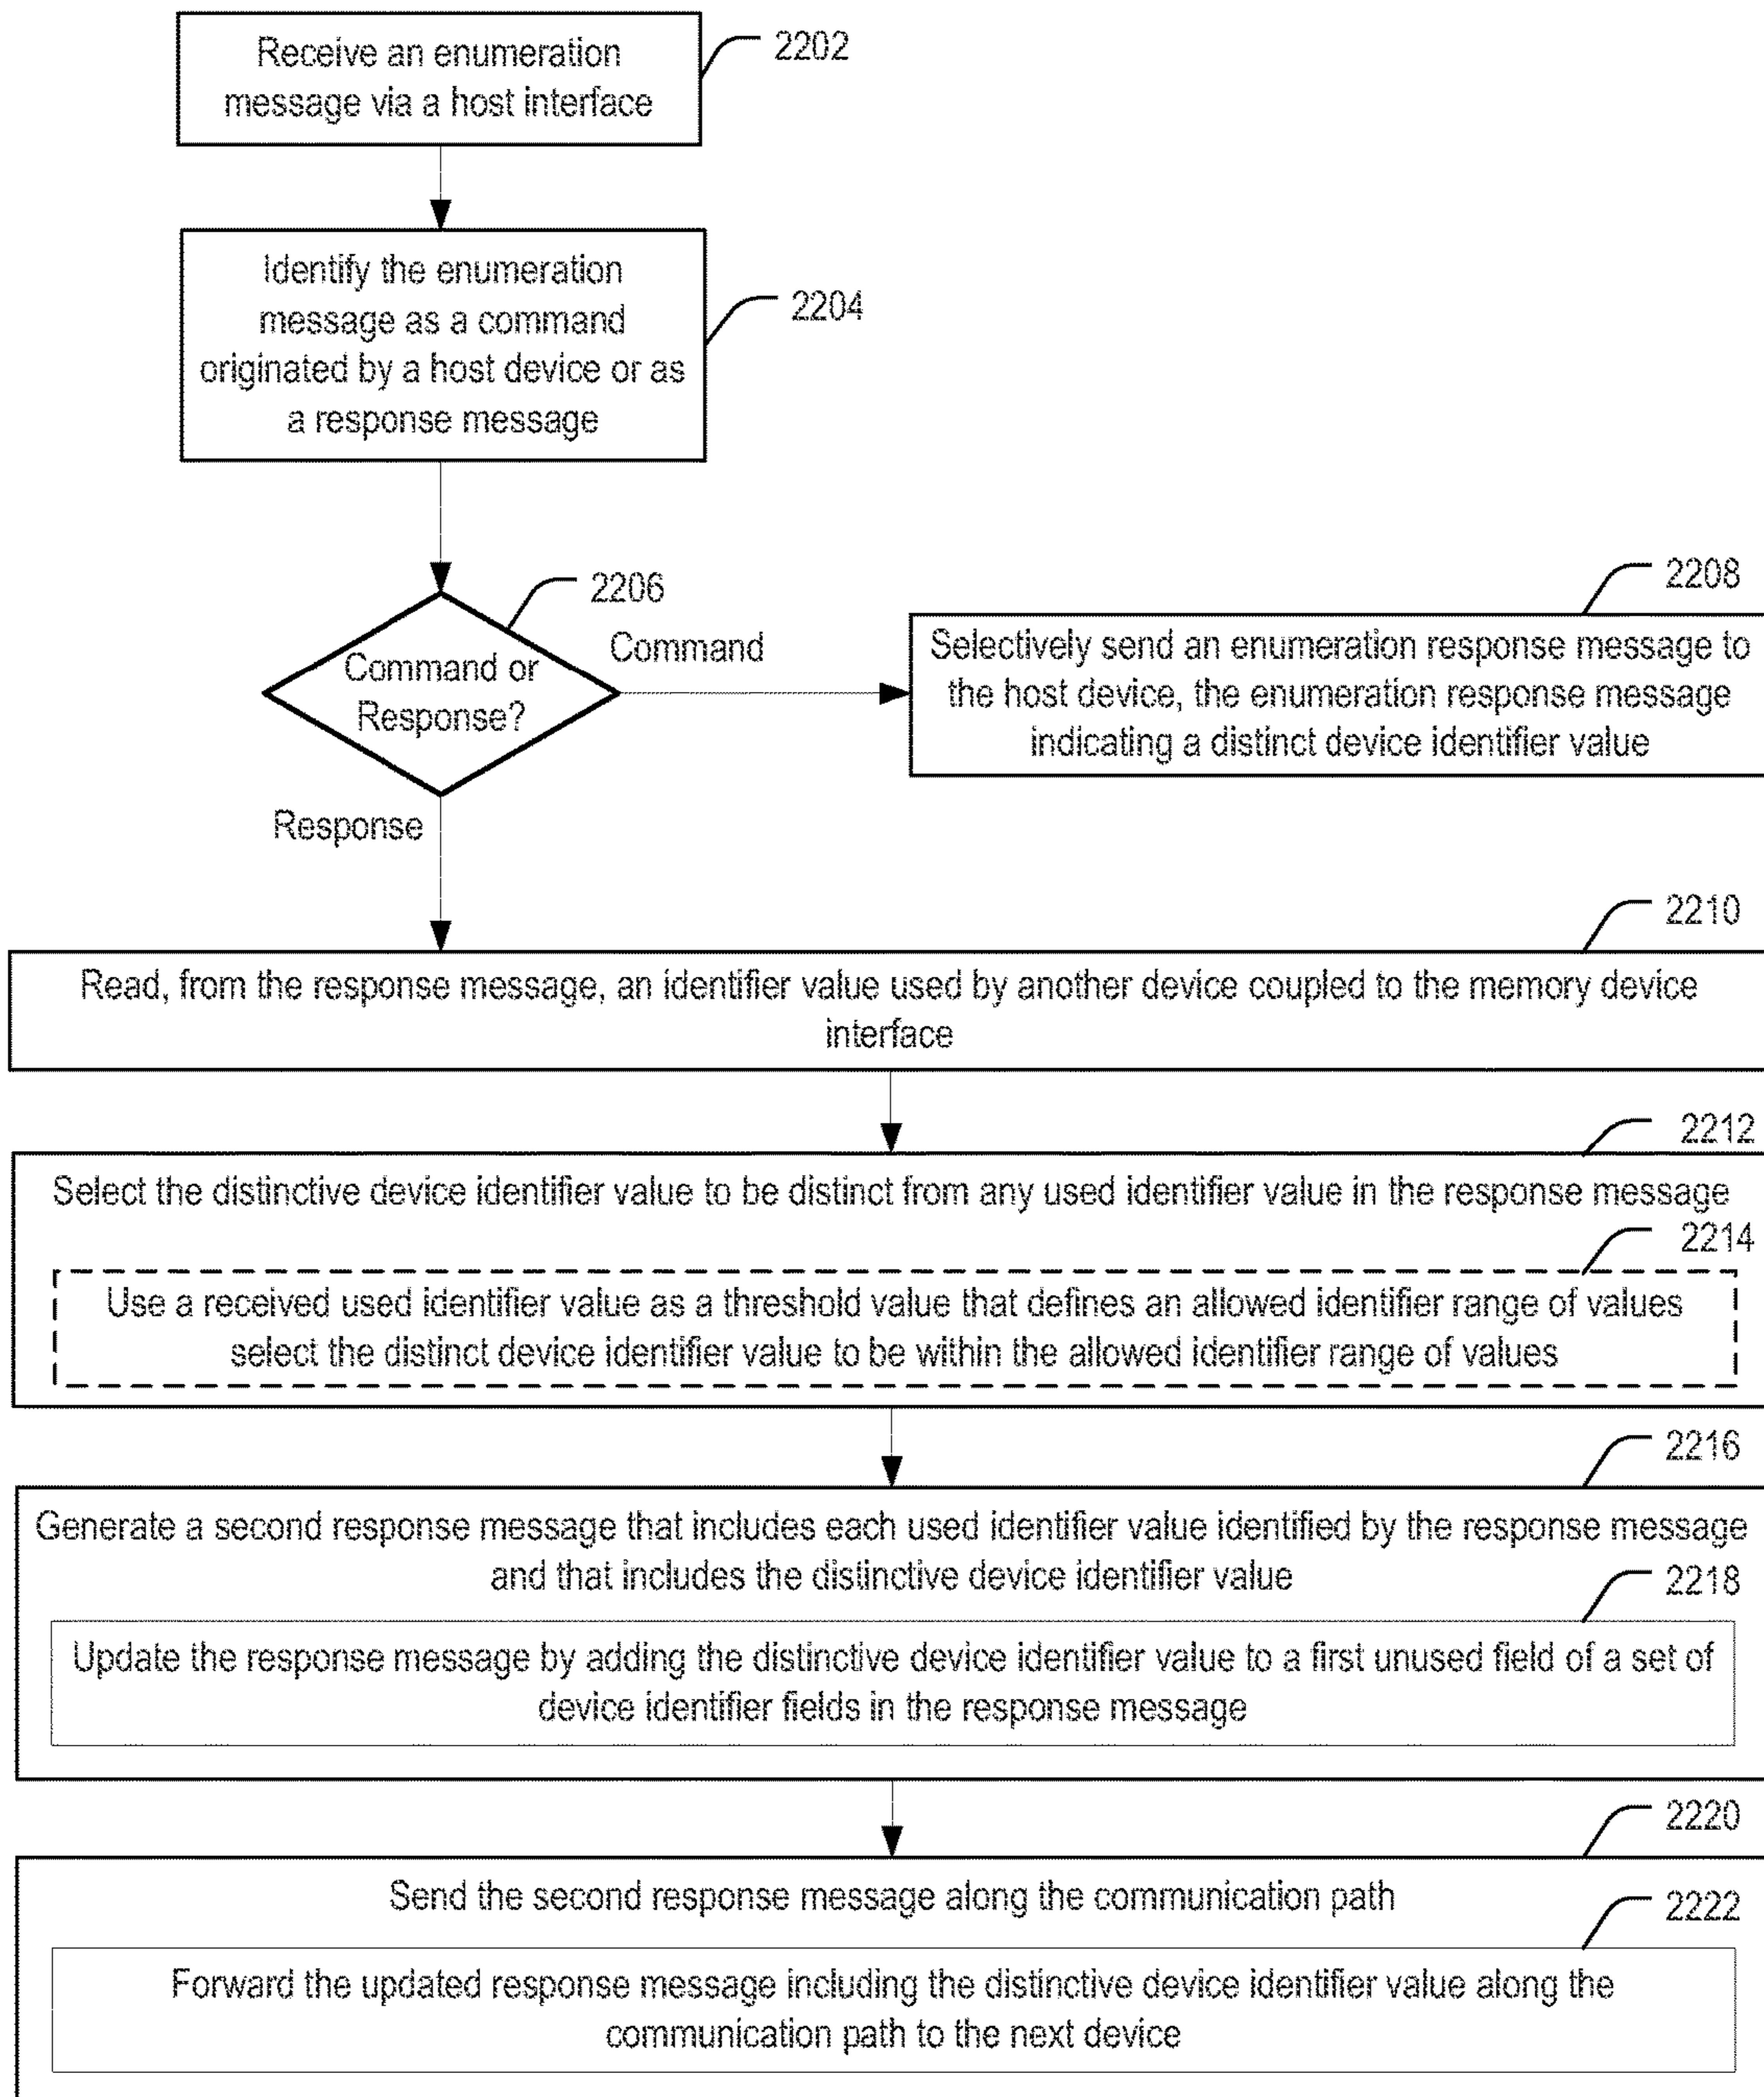 Receive an enumeration
message via a host interface
2202
Identify the enumeration
message as a command
originated by a host device or as
a response message
2204
2206
Command or
Response?
Command
Response
2208
Selectively send an enumeration response message to
the host device, the enumeration response message
indicating a distinct device identifier value
2210
Read, from the response message, an identifier value used by another device coupled to the memory device
interface
2212
Select the distinctive device identifier value to be distinct from any used identifier value in the response message
2214
Use a received used identifier value as a threshold value that defines an allowed identifier range of values
select the distinct device identifier value to be within the allowed identifier range of values
2216
Generate a second response message that includes each used identifier value identified by the response message
and that includes the distinctive device identifier value
2218
Update the response message by adding the distinctive device identifier value to a first unused field of a set of
device identifier fields in the response message
2220
Send the second response message along the communication path
2222
Forward the updated response message including the distinctive device identifier value along the
communication path to the next device